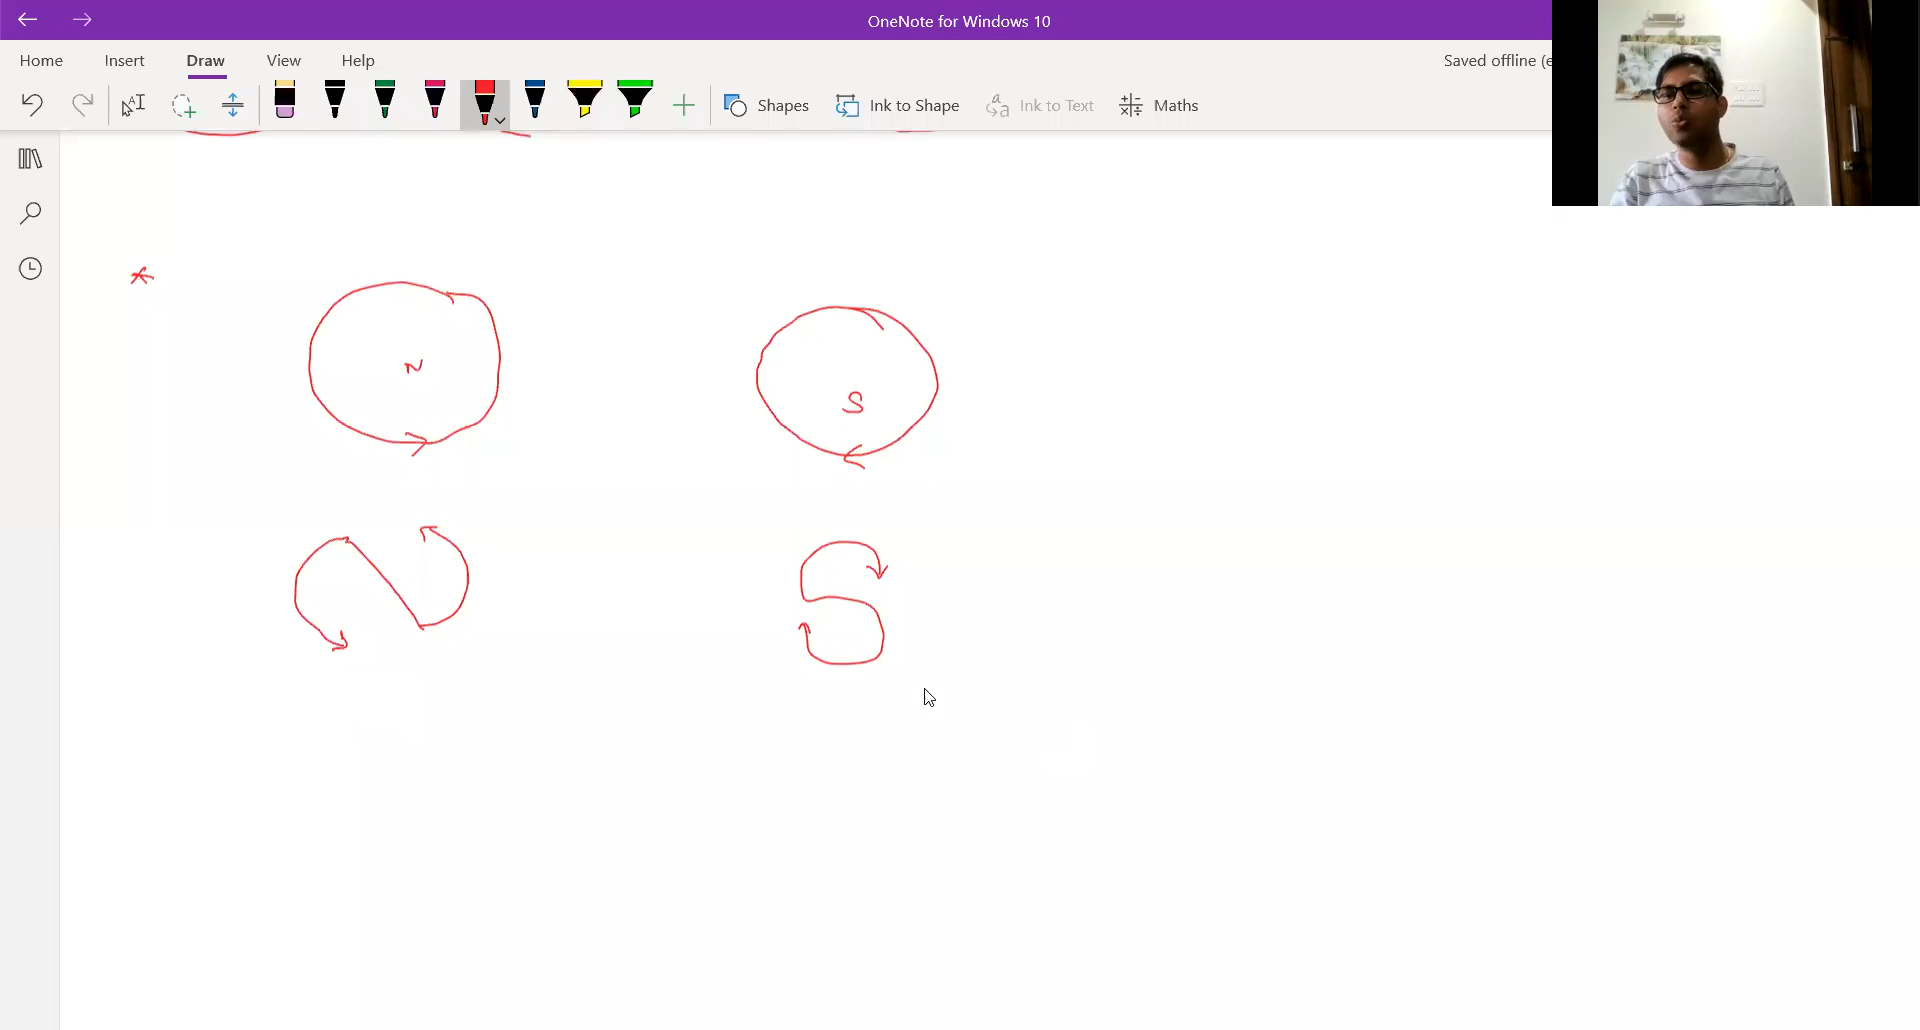 OneNote for Windows 10
Home Insert Draw View Help Saved offline (e
Shapes Ink to Shape Ink to Text Maths
*
N
S
N S